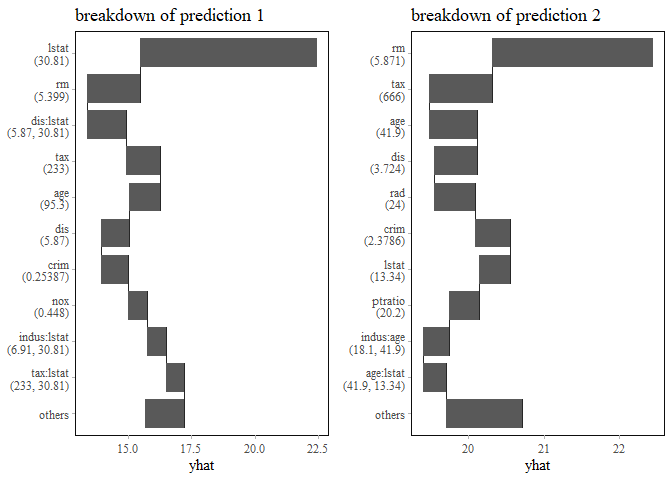 breakdown of prediction 1
lstat
(30.81)
rm
(5.399)
dis:lstat
(5.87, 30.81)
tax
(233)
age
(95.3)
dis
(5.87)
crim
(0.25387)
nox
(0.448)
indus:lstat
(6.91, 30.81)
tax:lstat
(233, 30.81)
others
15.0
17.5
20.0
22.5
yhat
breakdown of prediction 2
rm
(5.871)
tax
(666)
age
(41.9)
dis
(3.724)
rad
(24)
crim
(2.3786)
lstat
(13.34)
ptratio
(20.2)
indus:age
(18.1, 41.9)
age:lstat
(41.9, 13.34)
others
20
21
22
yhat